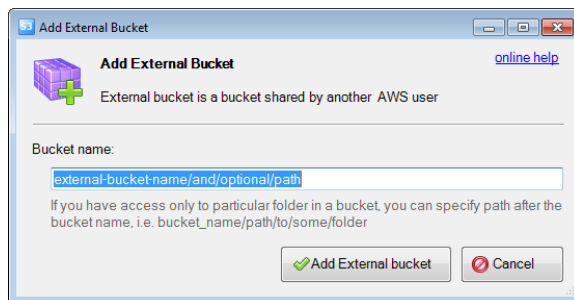 S3 Add External Bucket
Add External Bucket
online help
External bucket is a bucket shared by another AWS user
Bucket name:
external-bucket-name/and/optional/path
If you have access only to particular folder in a bucket, you can specify path after the
bucket name, i.e. bucket_name/path/to/some/folder
Add External bucket
Cancel